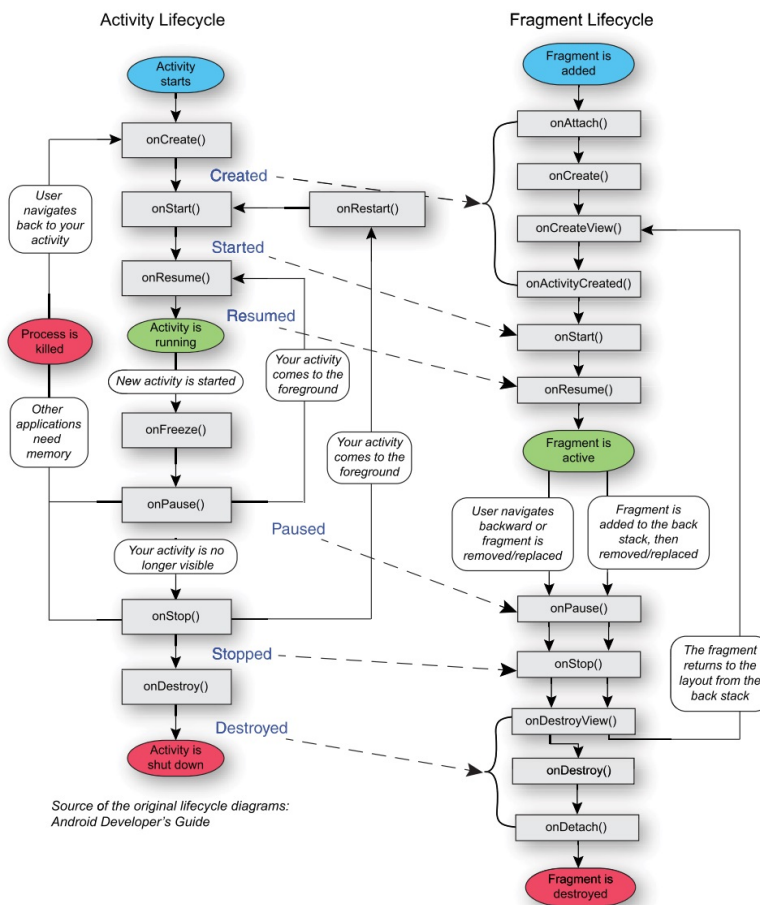 Activity Lifecycle
Activity
starts
onCreate()
User
navigates
back to your
activity
onStart()
onRestart()
onResume()
Process is
killed
Activity is
running
New activity is started
Your activity
comes to the
foreground
Other
applications
need
memory
onFreeze()
Your activity
comes to the
foreground
onPause()
Your activity is no
longer visible
onStop()
onDestroy()
Activity is
shut down
Source of the original lifecycle diagrams:
Android Developer's Guide
Created
Started
Resumed
Paused
Stopped
Destroyed
Fragment Lifecycle
Fragment is
added
onAttach()
onCreate()
onCreateView()
onActivityCreated()
onStart()
onResume()
Fragment is
active
User navigates
backward or
fragment is
removed/replaced
Fragment is
added to the back
stack, then
removed/replaced
onPause()
onStop()
The fragment
returns to the
layout from the
back stack
onDestroyView()
onDestroy()
onDetach()
Fragment is
destroyed